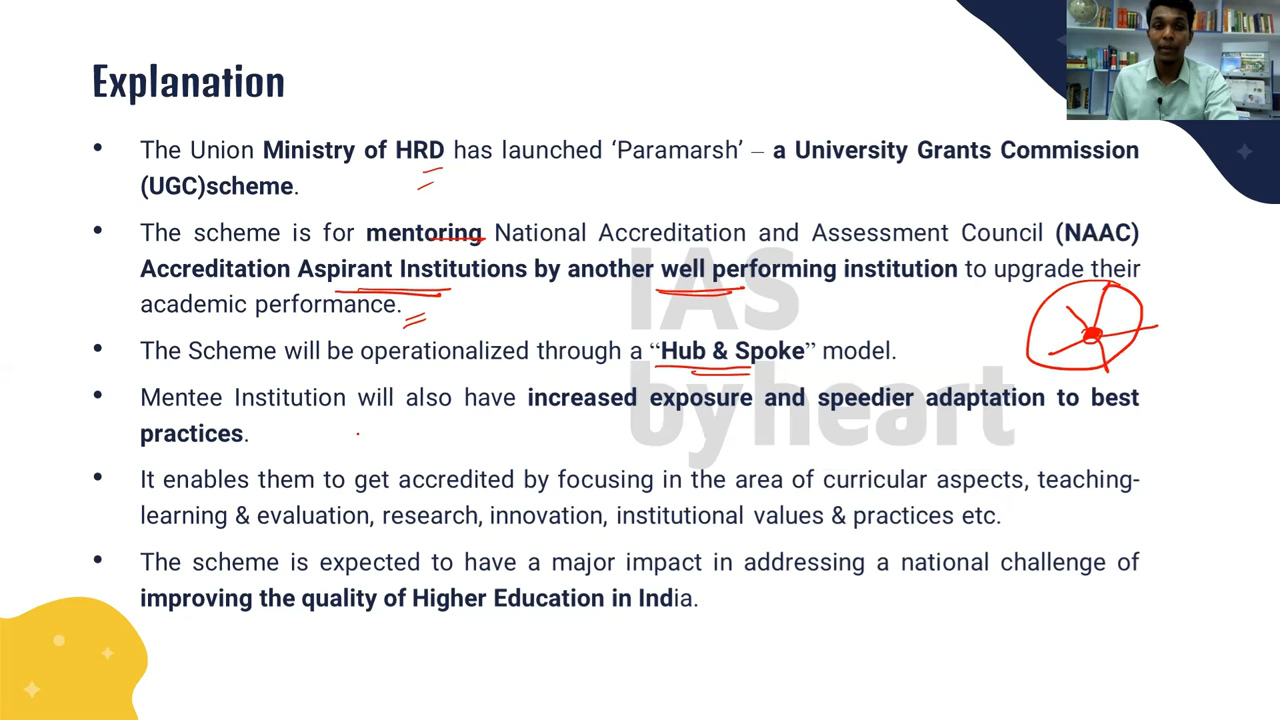 Explanation
• The Union Ministry of HRD has launched ‘Paramarsh’ – a University Grants Commission
(UGC)scheme.
• The scheme is for mentoring National Accreditation and Assessment Council (NAAC)
Accreditation Aspirant Institutions by another well performing institution to upgrade their
academic performance.
• The Scheme will be operationalized through a “Hub & Spoke” model.
• Mentee Institution will also have increased exposure and speedier adaptation to best
practices.
• It enables them to get accredited by focusing in the area of curricular aspects, teaching-
learning & evaluation, research, innovation, institutional values & practices etc.
• The scheme is expected to have a major impact in addressing a national challenge of
improving the quality of Higher Education in India.
IAS
byheart